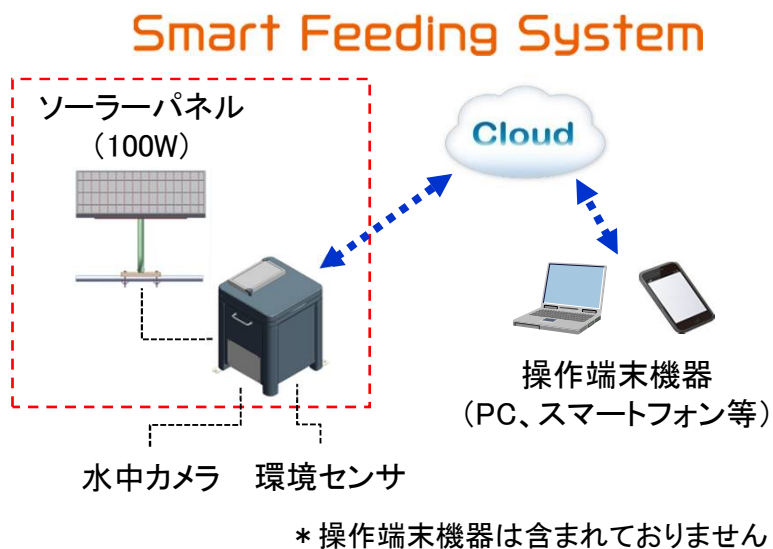 Smart Feeding System
ソーラーパネル
（100W）
Cloud
操作端末機器
（PC、スマートフォン等）
水中カメラ
環境センサ
＊操作端末機器は含まれておりません